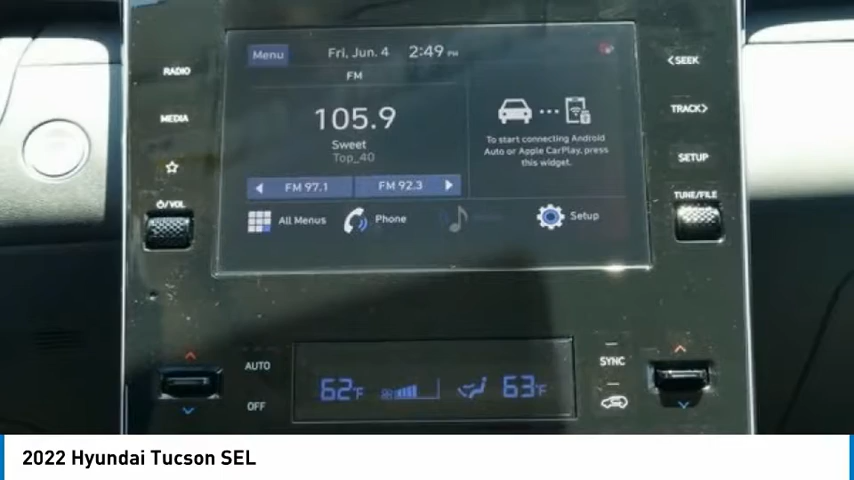 Menu Fri, Jun. 4 2:49 PM
FM
105.9
Sweet
Top_40
FM 97.1 FM 92.3
To start connecting Android
Auto or Apple CarPlay, press
this widget.
All Menus Phone Setup
RADIO
MEDIA
VOL
<SEEK
TRACK>
SETUP
TUNE/FILE
AUTO
OFF
62°F 63°F
SYNC
2022 Hyundai Tucson SEL